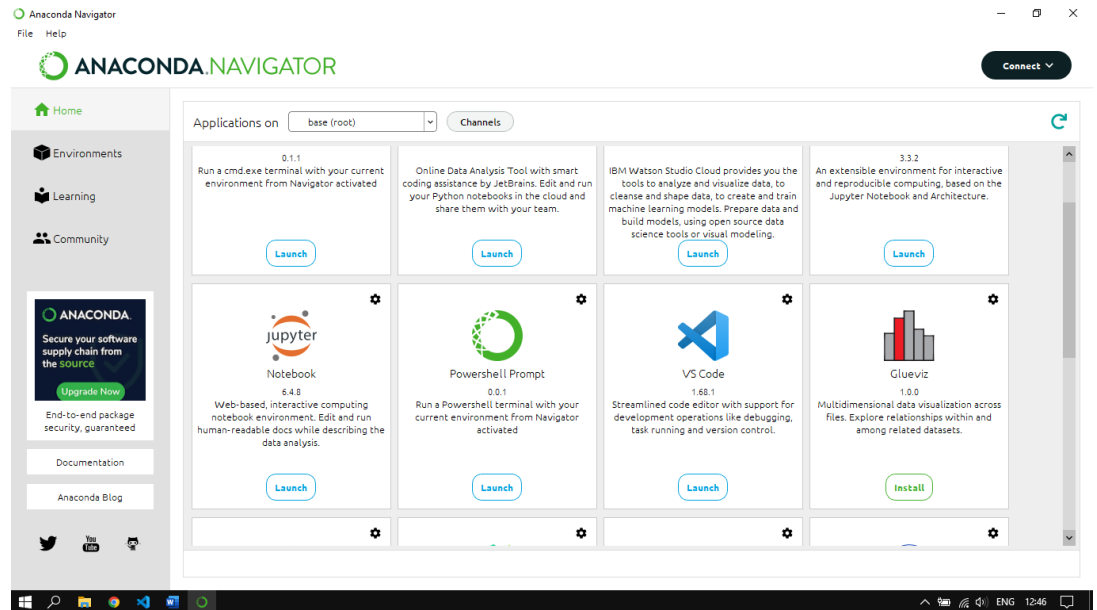 Anaconda Navigator
File Help
ANACONDA.NAVIGATOR
Connect
Home
Environments
Learning
Community
ANACONDA.
Secure your software
supply chain from
the source
Upgrade Now
End-to-end package
security, guaranteed
Documentation
Anaconda Blog
You
Tube
Applications on base (root) Channels
0.1.1
Run a cmd.exe terminal with your current
environment from Navigator activated
Launch
Online Data Analysis Tool with smart
coding assistance by JetBrains. Edit and run
your Python notebooks in the cloud and
share them with your team.
Launch
IBM Watson Studio Cloud provides you the
tools to analyze and visualize data, to
cleanse and shape data, to create and train
machine learning models. Prepare data and
build models, using open source data
science tools or visual modeling.
Launch
3.3.2
An extensible environment for interactive
and reproducible computing, based on the
Jupyter Notebook and Architecture.
Launch
jupyter
Notebook
6.4.8
Web-based, interactive computing
notebook environment. Edit and run
human-readable docs while describing the
data analysis.
Launch
Powershell Prompt
0.0.1
Run a Powershell terminal with your
current environment from Navigator
activated
Launch
VS Code
1.68.1
Streamlined code editor with support for
development operations like debugging,
task running and version control.
Launch
Glueviz
1.0.0
Multidimensional data visualization across
files. Explore relationships within and
among related datasets.
Install
ENG 12:46